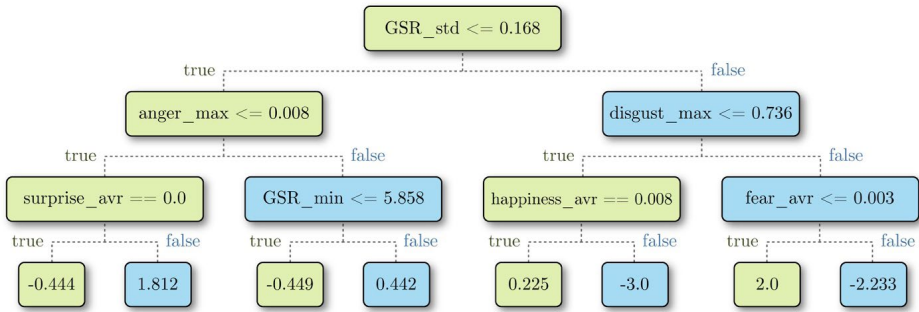 GSR_std <= 0.168
true false
anger_max <= 0.008 disgust_max <= 0.736
true false true false
surprise_avr == 0.0 GSR_min <= 5.858 happiness_avr == 0.008 fear_avr <= 0.003
true false true false true false true false
-0.444 1.812 -0.449 0.442 0.225 -3.0 2.0 -2.233